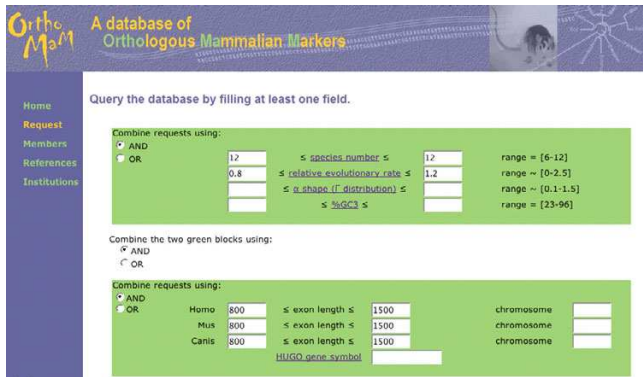 Ortho MaM
A database of
Orthologous Mammalian Markers
Home
Request
Members
References
Institutions
Query the database by filling at least one field.
Combine requests using:
AND
OR
12 ≤ species number ≤ 12 range = [6-12]
0.8 ≤ relative evolutionary rate ≤ 1.2 range ~ [0-2.5]
≤ α shape (Γ distribution) ≤ range ~ [0.1-1.5]
≤ %GC3 ≤ range = [23-96]
Combine the two green blocks using:
AND
OR
Combine requests using:
AND
OR
Homo 800 ≤ exon length ≤ 1500 chromosome
Mus 800 ≤ exon length ≤ 1500 chromosome
Canis 800 ≤ exon length ≤ 1500 chromosome
HUGO gene symbol